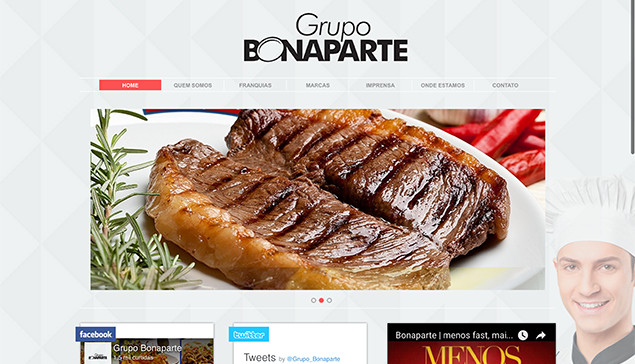 Grupo
BONAPARTE
HOME QUEM SOMOS FRANQUIAS MARCAS IMPRENSA ONDE ESTAMOS CONTATO
facebook
Grupo Bonaparte
curtidas
twitter
Tweets by @Grupo_Bonaparte
Bonaparte | menos fast, mai...
MENOS